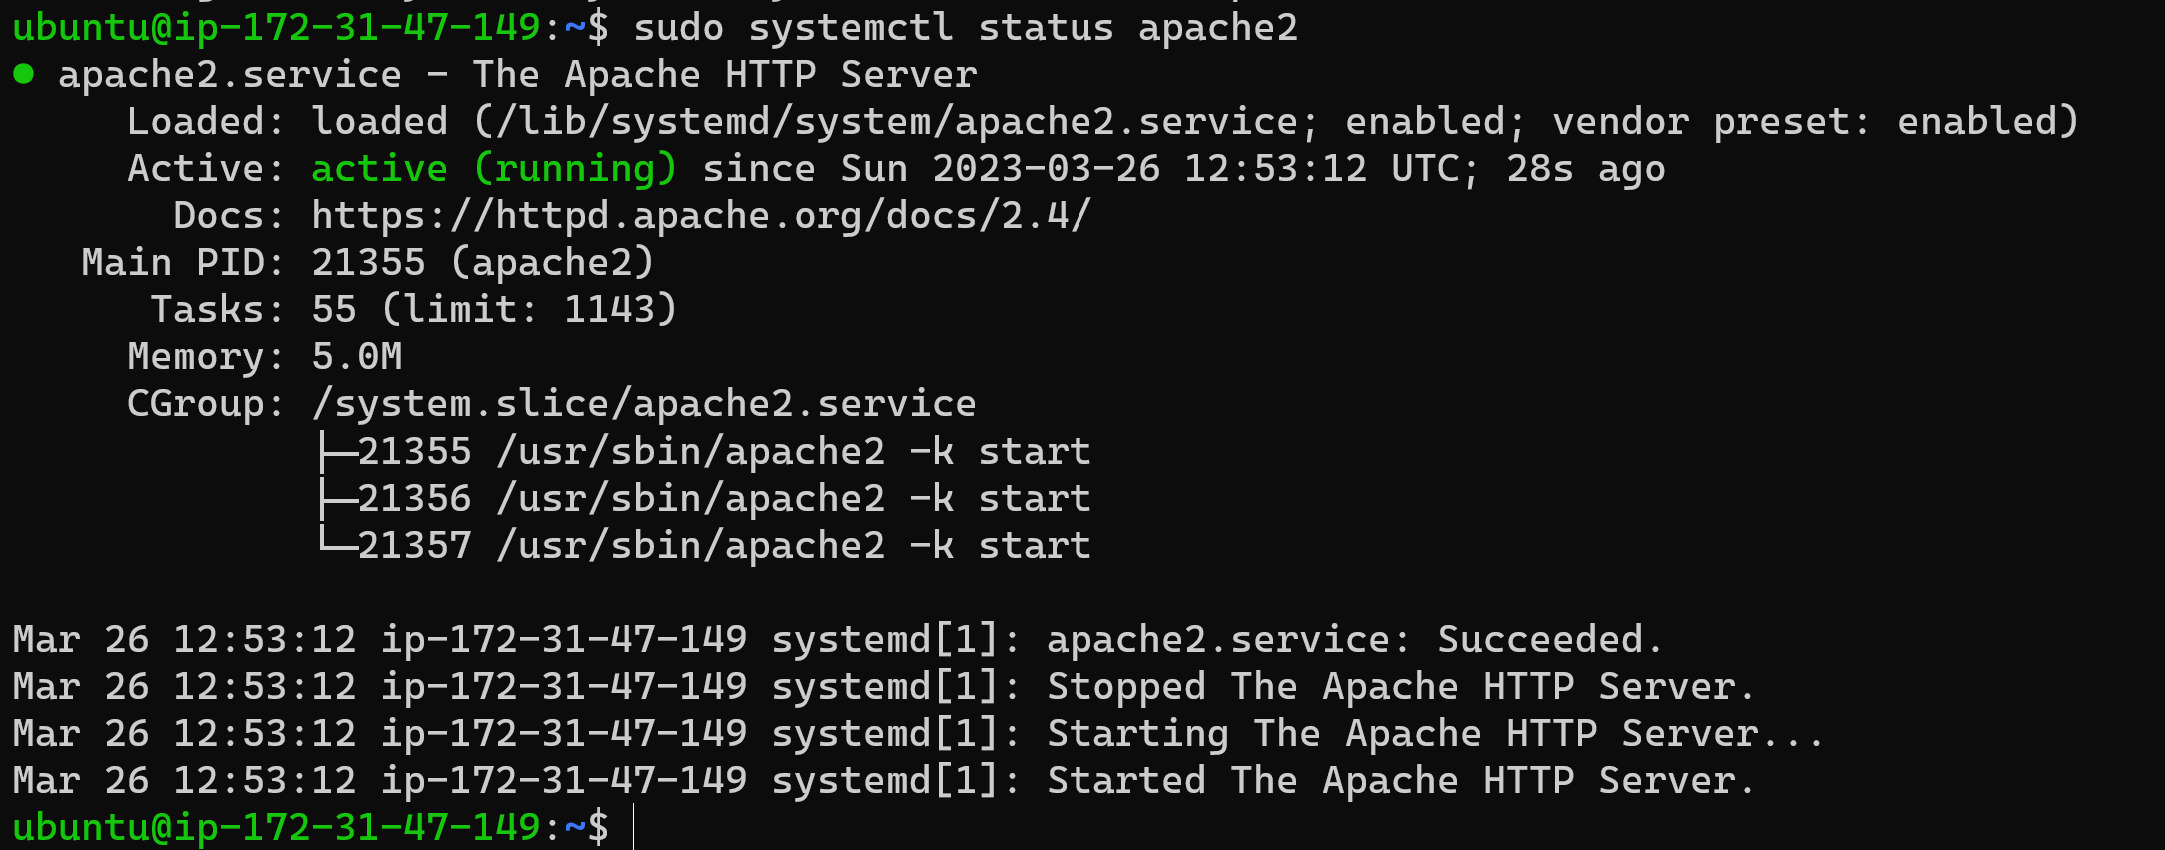 ubuntu@ip-172-31-47-149:~$ sudo systemctl status apache2
● apache2.service - The Apache HTTP Server
     Loaded: loaded (/lib/systemd/system/apache2.service; enabled; vendor preset: enabled)
     Active: active (running) since Sun 2023-03-26 12:53:12 UTC; 28s ago
       Docs: https://httpd.apache.org/docs/2.4/
   Main PID: 21355 (apache2)
      Tasks: 55 (limit: 1143)
     Memory: 5.0M
     CGroup: /system.slice/apache2.service
             ├─21355 /usr/sbin/apache2 -k start
             ├─21356 /usr/sbin/apache2 -k start
             └─21357 /usr/sbin/apache2 -k start

Mar 26 12:53:12 ip-172-31-47-149 systemd[1]: apache2.service: Succeeded.
Mar 26 12:53:12 ip-172-31-47-149 systemd[1]: Stopped The Apache HTTP Server.
Mar 26 12:53:12 ip-172-31-47-149 systemd[1]: Starting The Apache HTTP Server...
Mar 26 12:53:12 ip-172-31-47-149 systemd[1]: Started The Apache HTTP Server.
ubuntu@ip-172-31-47-149:~$